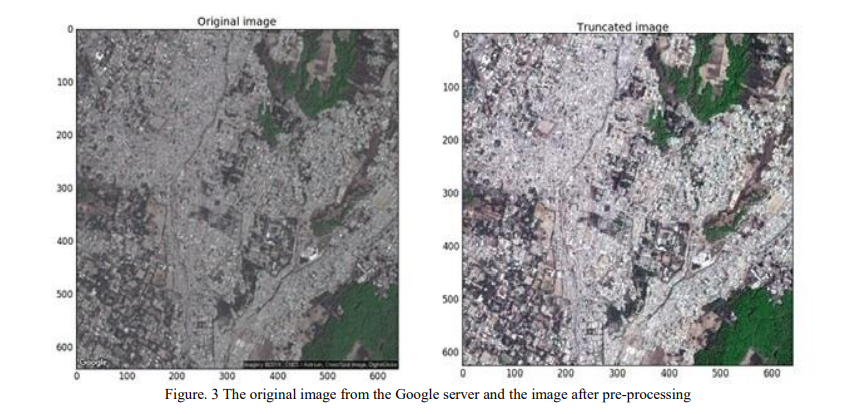 Original image
Truncated image
0
100
200
300
400
500
600
0 100 200 300 400 500 600
0
100
200
300
400
500
600
0 100 200 300 400 500 600
Google
Figure. 3 The original image from the Google server and the image after pre-processing